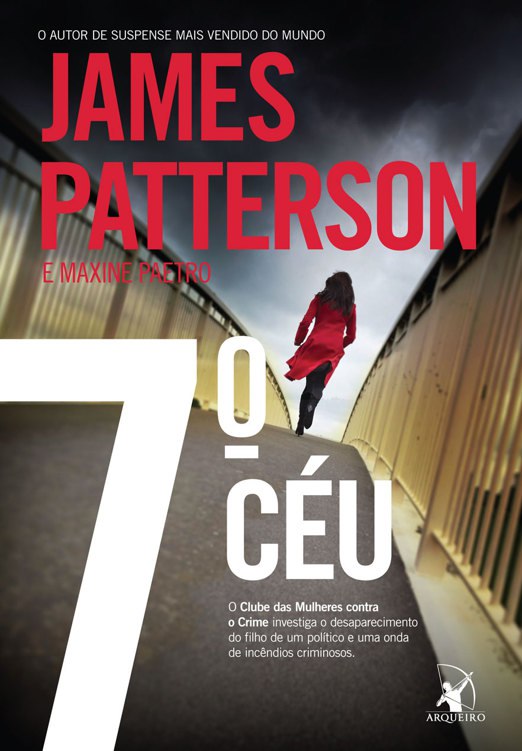 O AUTOR DE SUSPENSE MAIS VENDIDO DO MUNDO
JAMES
PATTERSON
E MAXINE PAETRO
7º
CÉU
O Clube das Mulheres contra
o Crime investiga o desaparecimento
do filho de um político e uma onda
de incêndios criminosos.
ARQUEIRO